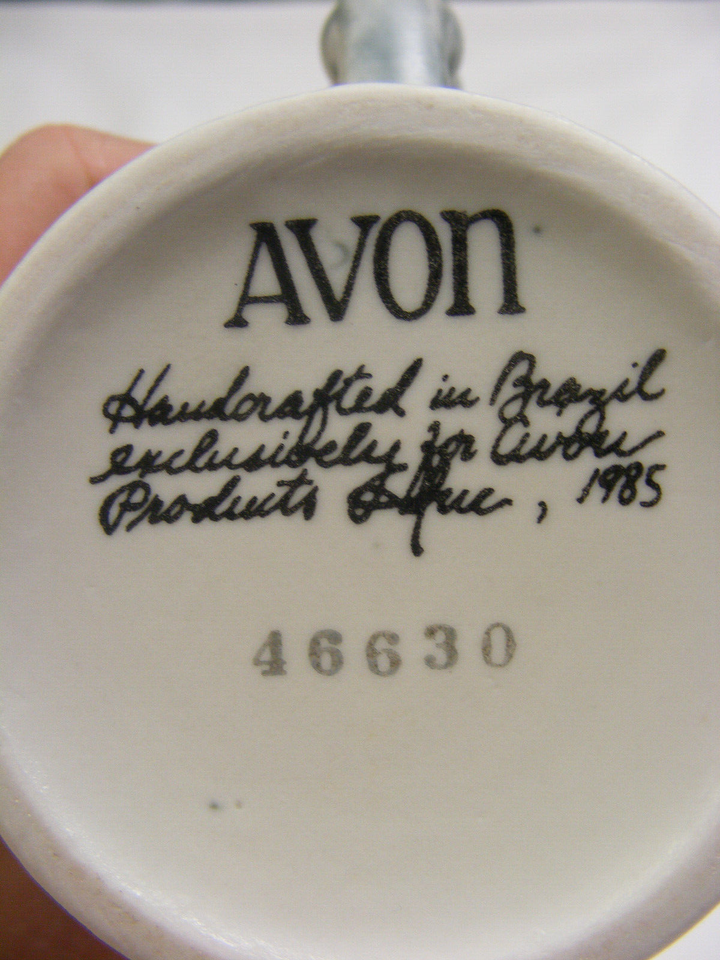 AVON
Handcrafted in Brazil
exclusively for Avon
Products Inc , 1985
46630